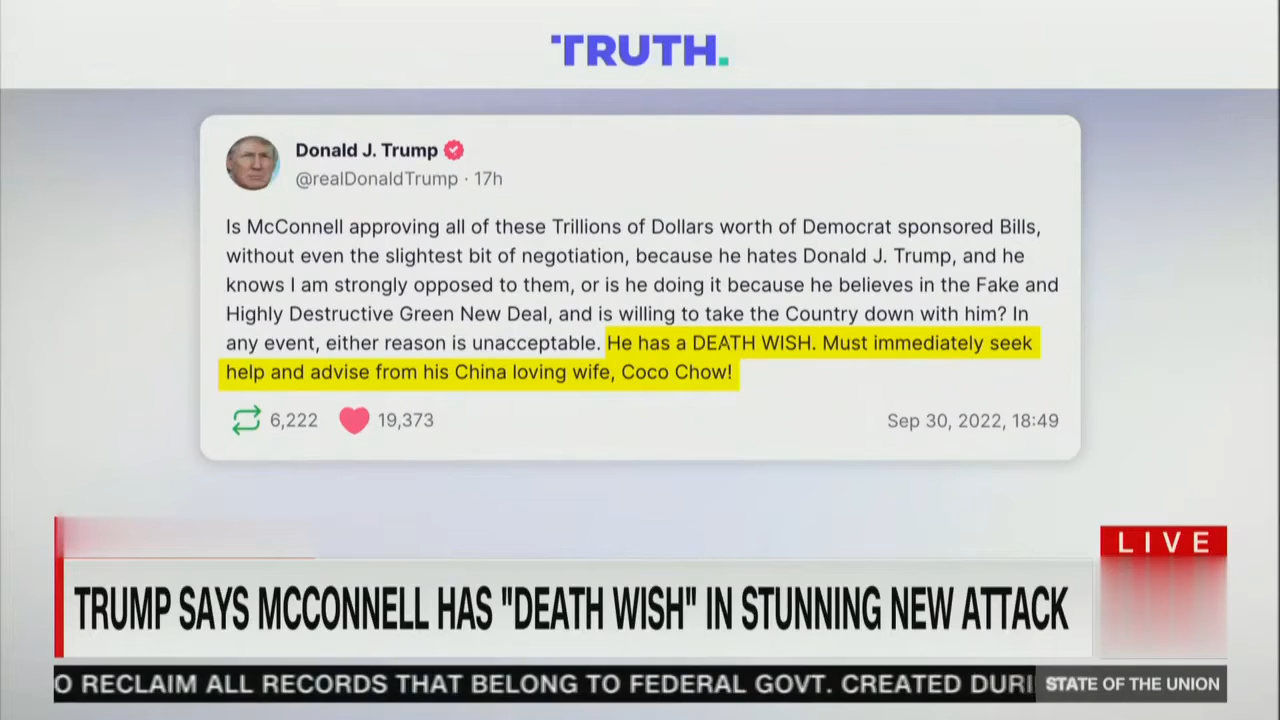 TRUTH.
Donald J. Trump
@realDonaldTrump · 17h
Is McConnell approving all of these Trillions of Dollars worth of Democrat sponsored Bills,
without even the slightest bit of negotiation, because he hates Donald J. Trump, and he
knows I am strongly opposed to them, or is he doing it because he believes in the Fake and
Highly Destructive Green New Deal, and is willing to take the Country down with him? In
any event, either reason is unacceptable. He has a DEATH WISH. Must immediately seek
help and advise from his China loving wife, Coco Chow!
6,222 19,373 Sep 30, 2022, 18:49
LIVE
TRUMP SAYS MCCONNELL HAS "DEATH WISH" IN STUNNING NEW ATTACK
O RECLAIM ALL RECORDS THAT BELONG TO FEDERAL GOVT. CREATED DURI STATE OF THE UNION